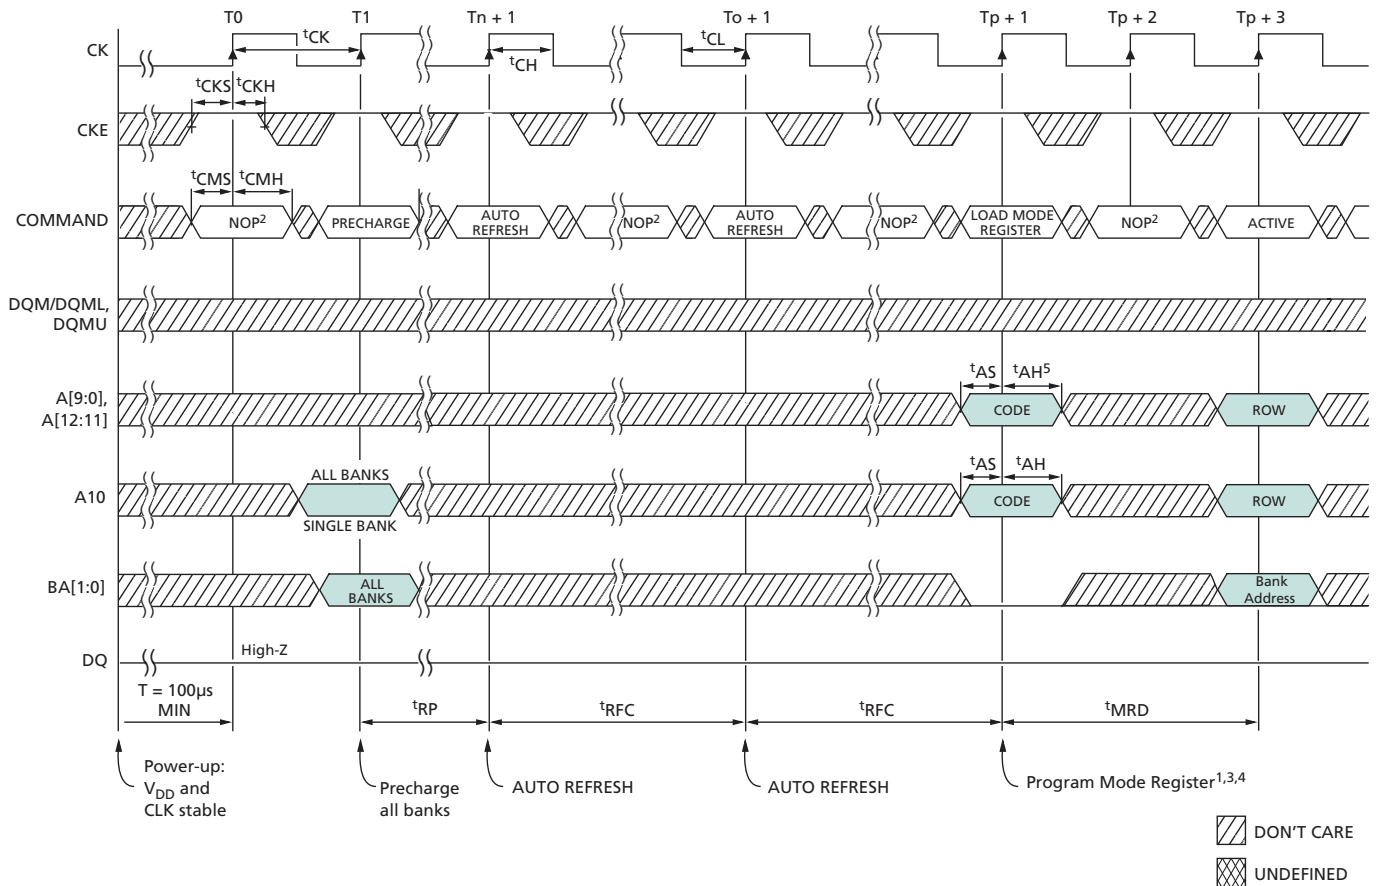 T0 T1 Tn + 1 To + 1 Tp + 1 Tp + 2 Tp + 3
CK tCK tCH tCL
tCKS tCKH
CKE
tCMS tCMH
COMMAND NOP2 PRECHARGE AUTO REFRESH NOP2 AUTO REFRESH NOP2 LOAD MODE REGISTER NOP2 ACTIVE
DQM/DQML,
DQMU
tAS tAH5
A[9:0],
A[12:11]
CODE ROW
ALL BANKS
tAS tAH
A10 CODE ROW
SINGLE BANK
BA[1:0] ALL BANKS Bank Address
High-Z
DQ
T = 100µs
MIN
tRP tRFC tRFC tMRD
Power-up:
VDD and
CLK stable
Precharge
all banks
AUTO REFRESH
AUTO REFRESH
Program Mode Register1,3,4
DON'T CARE
UNDEFINED